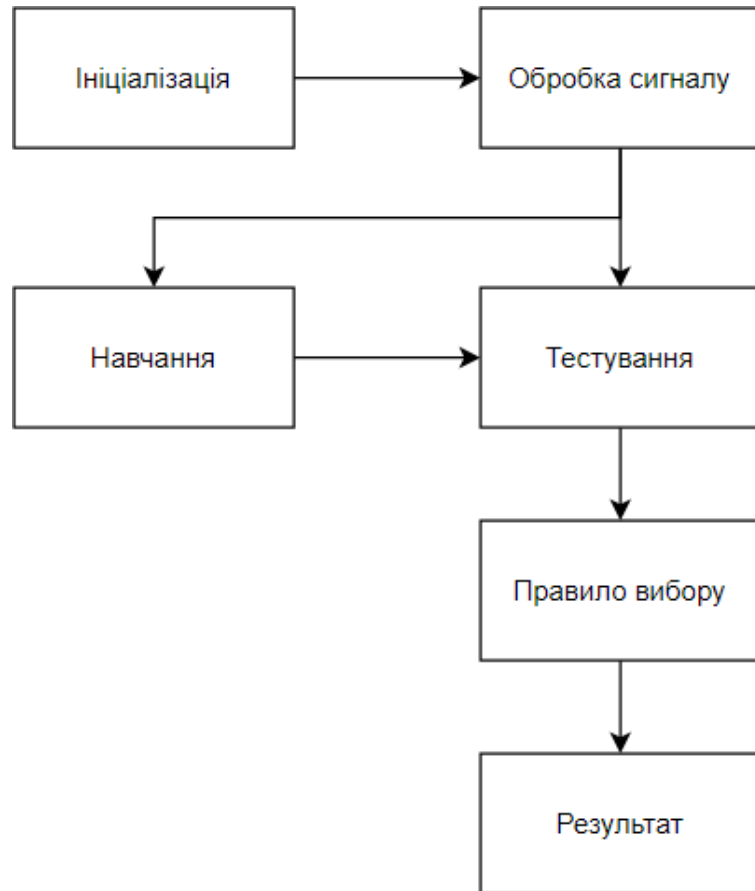 Ініціалізація
Обробка сигналу
Навчання
Тестування
Правило вибору
Результат